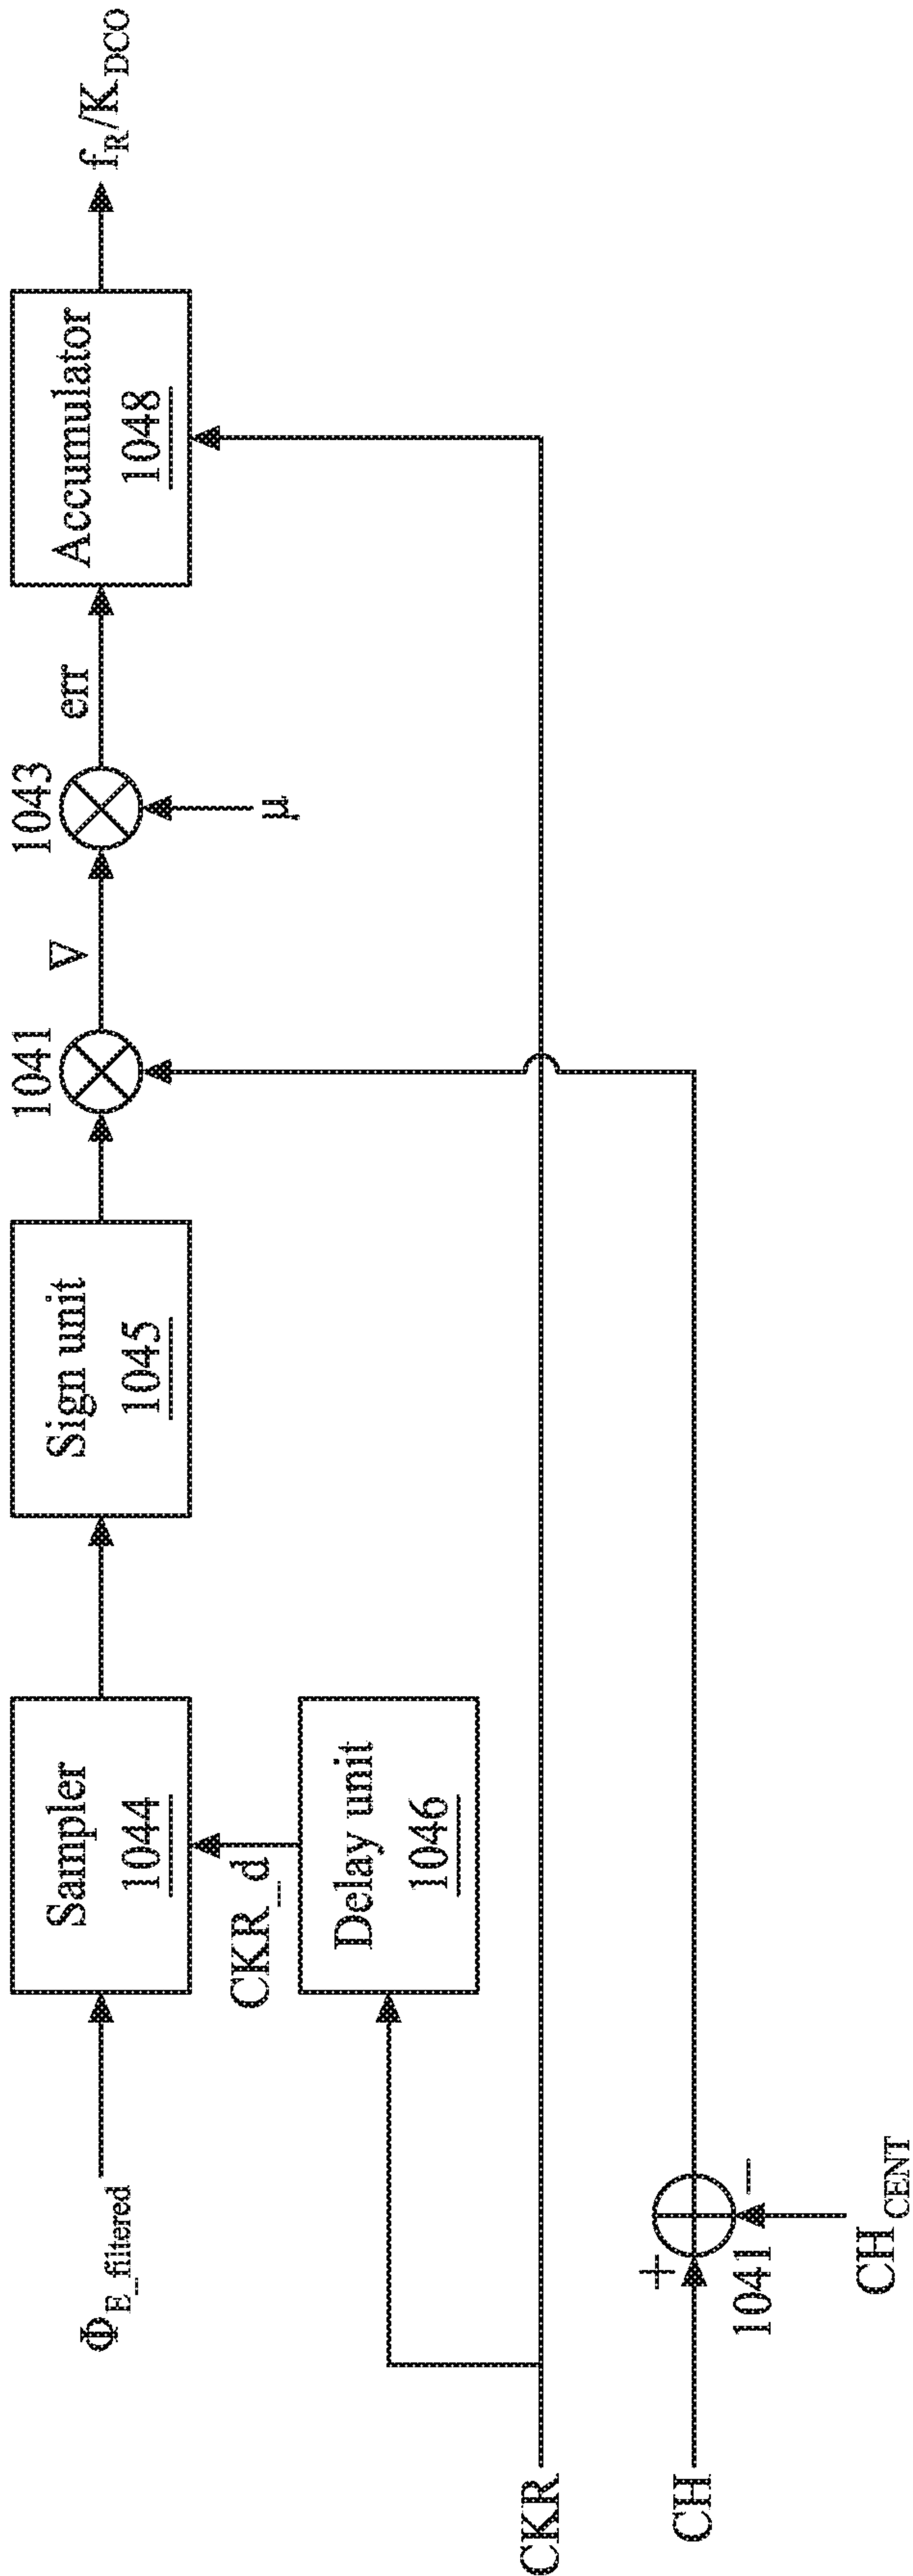 Φ_E_filtered
Sampler
1044
CKR_d
Delay unit
1046
Sign unit
1045
1041
∇
1043
μ
err
Accumulator
1048
f_R/K_DCO
CKR
CH
+
−
1041
CH_CENT